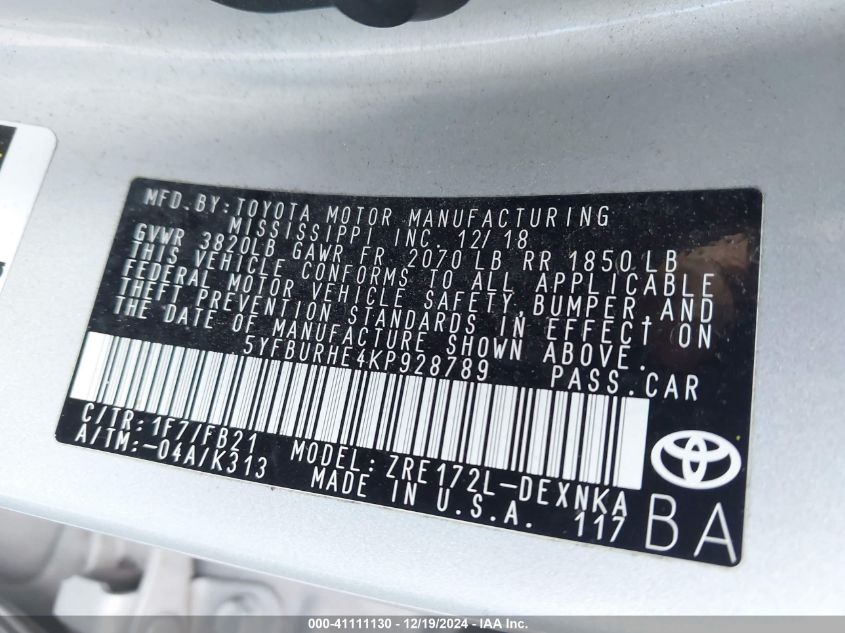 MFD.BY:TOYOTA MOTOR MANUFACTURING
MISSISSIPPI INC. 12/18
GVWR 3820LB GAWR FR 2070LB RR 1850LB
THIS VEHICLE CONFORMS TO ALL APPLICABLE
FEDERAL MOTOR VEHICLE SAFETY,BUMPER,AND
THEFT PREVENTION STANDARDS IN EFFECT ON
THE DATE OF MANUFACTURE SHOWN ABOVE.
5YFBURHE4KP928789 PASS.CAR
C/TR:1F7/FB21
A/TM:-04A/K313
MODEL:ZRE172L-DEXNKA
MADE IN U.S.A. 117
BA
000-41111130 - 12/19/2024 - IAA Inc.